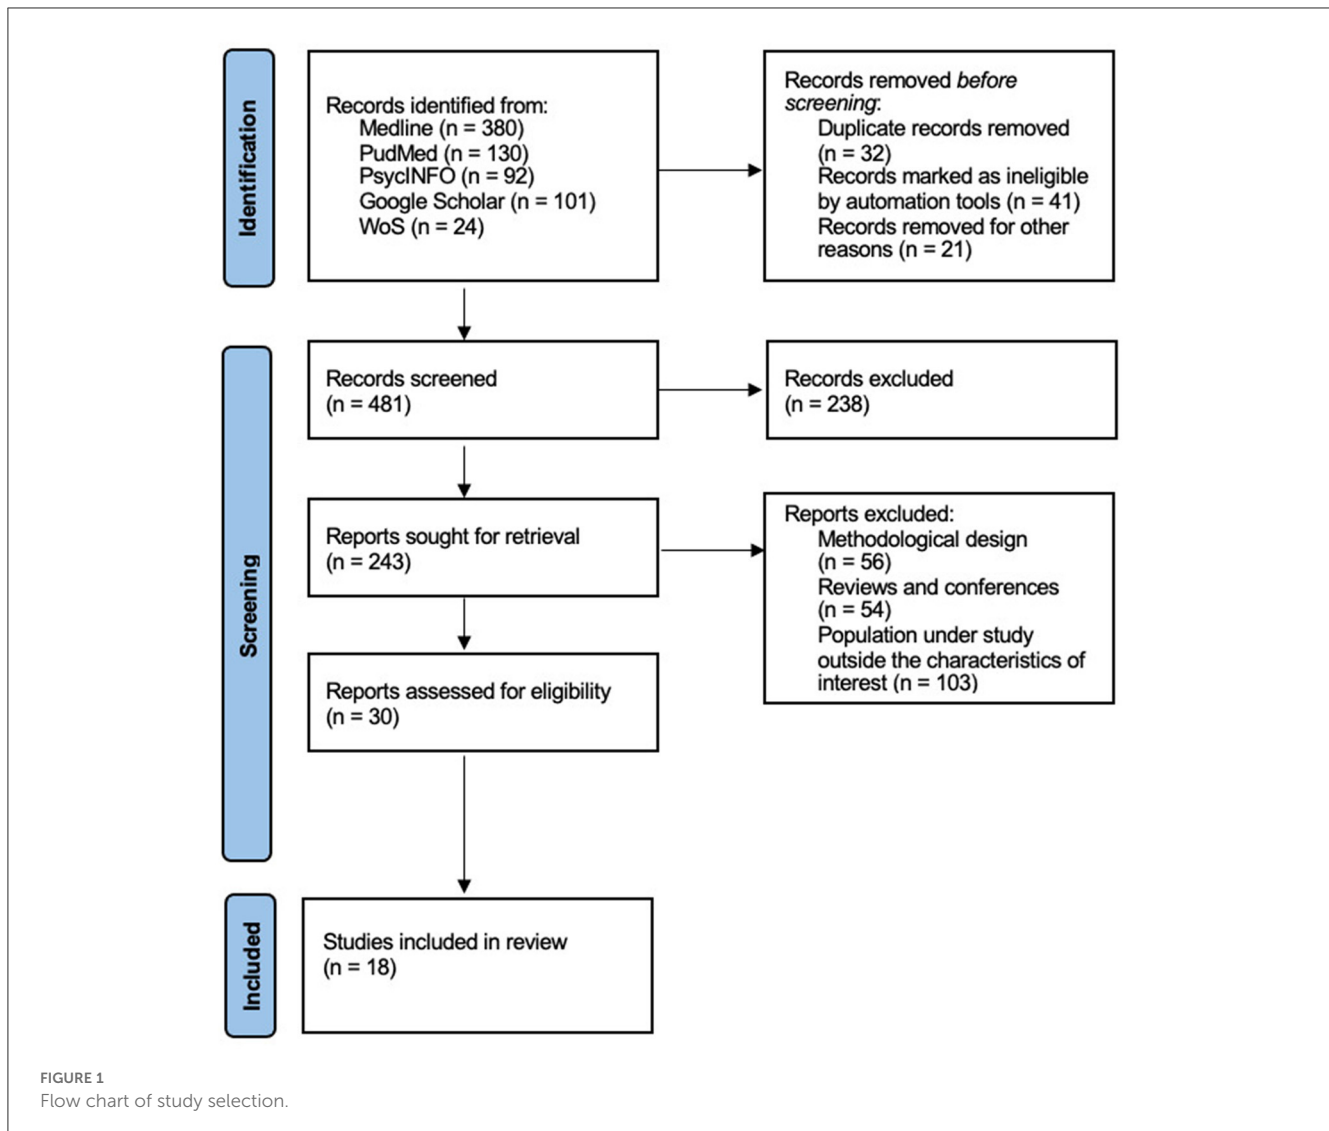 Identification
Records identified from:
Medline (n = 380)
PudMed (n = 130)
PsycINFO (n = 92)
Google Scholar (n = 101)
WoS (n = 24)
Records removed before
screening:
Duplicate records removed
(n = 32)
Records marked as ineligible
by automation tools (n = 41)
Records removed for other
reasons (n = 21)
Screening
Records screened
(n = 481)
Records excluded
(n = 238)
Reports sought for retrieval
(n = 243)
Reports excluded:
Methodological design
(n = 56)
Reviews and conferences
(n = 54)
Population under study
outside the characteristics of
interest (n = 103)
Reports assessed for eligibility
(n = 30)
Included
Studies included in review
(n = 18)
FIGURE 1
Flow chart of study selection.